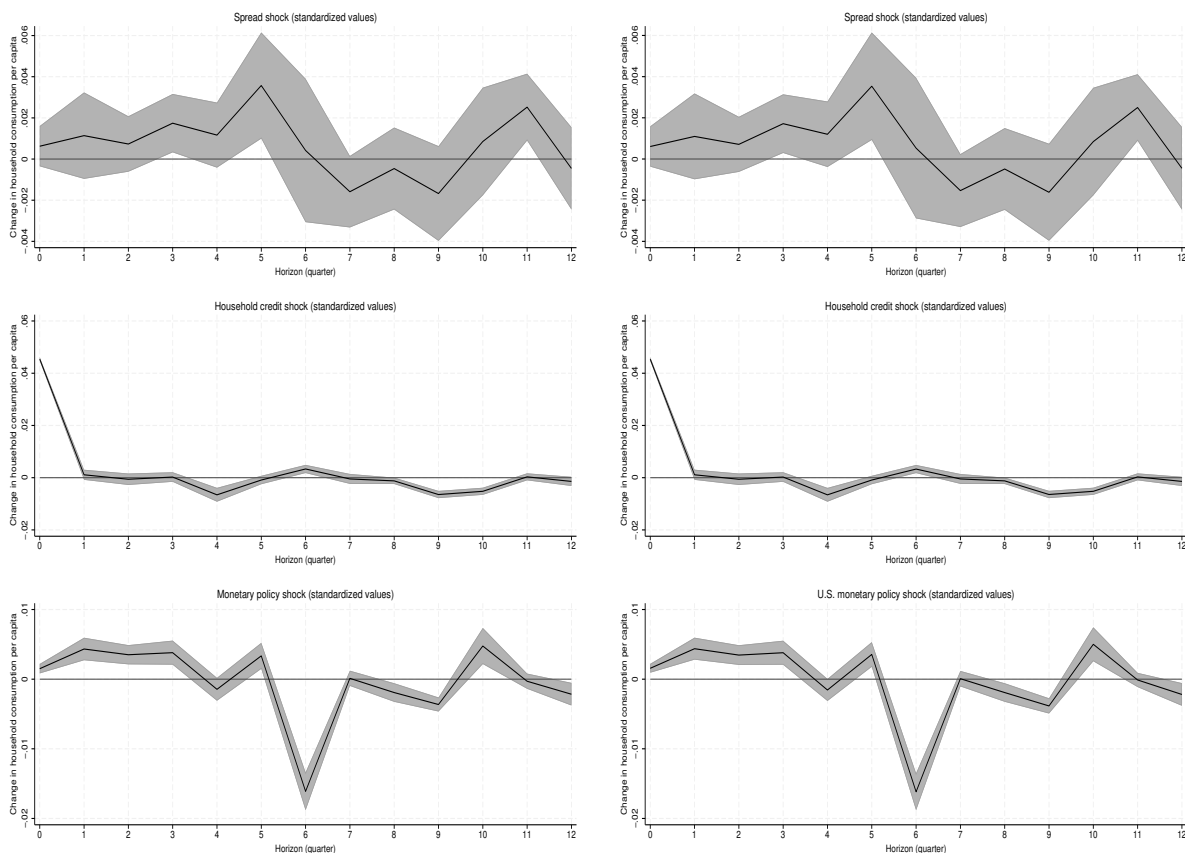 Spread shock (standardized values)
Change in household consumption per capita
.006
.004
.002
0
-.002
-.004
0 1 2 3 4 5 6 7 8 9 10 11 12
Horizon (quarter)
Spread shock (standardized values)
Change in household consumption per capita
.006
.004
.002
0
-.002
-.004
0 1 2 3 4 5 6 7 8 9 10 11 12
Horizon (quarter)
Household credit shock (standardized values)
Change in household consumption per capita
.06
.04
.02
0
-.02
0 1 2 3 4 5 6 7 8 9 10 11 12
Horizon (quarter)
Household credit shock (standardized values)
Change in household consumption per capita
.06
.04
.02
0
-.02
0 1 2 3 4 5 6 7 8 9 10 11 12
Horizon (quarter)
Monetary policy shock (standardized values)
Change in household consumption per capita
.01
0
-.01
-.02
0 1 2 3 4 5 6 7 8 9 10 11 12
Horizon (quarter)
U.S. monetary policy shock (standardized values)
Change in household consumption per capita
.01
0
-.01
-.02
0 1 2 3 4 5 6 7 8 9 10 11 12
Horizon (quarter)